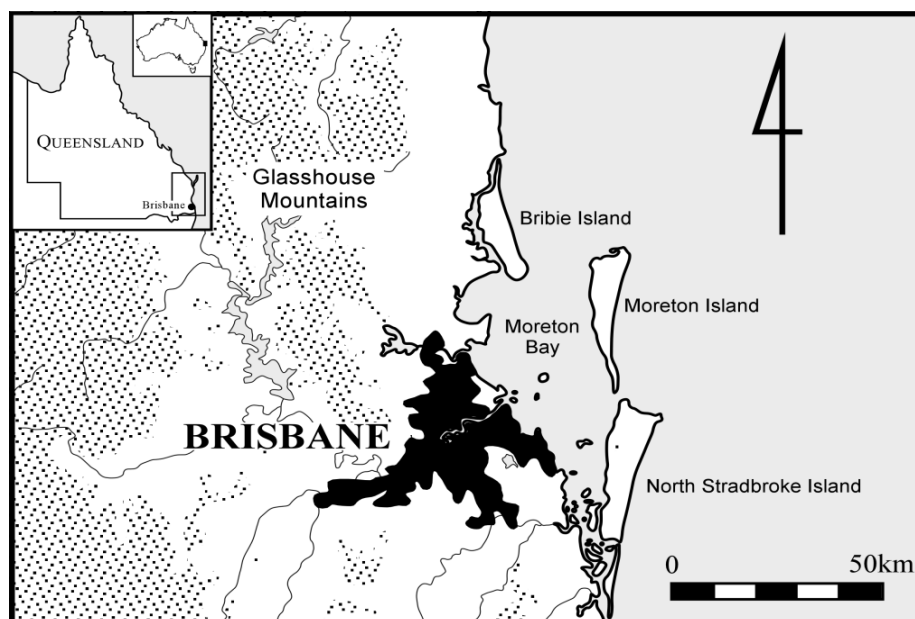 QUEENSLAND
Brisbane
Glasshouse
Mountains
Bribie Island
Moreton Island
Moreton
Bay
BRISBANE
North Stradbroke Island
0 50km